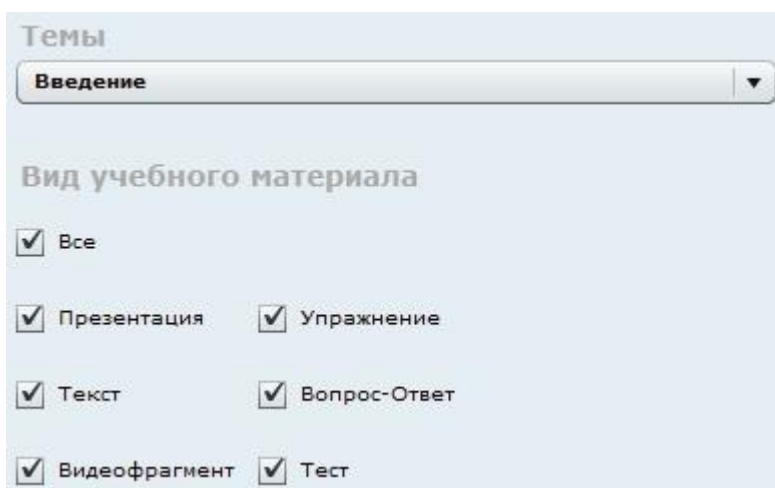 Темы
Введение
Вид учебного материала
Все
Презентация Упражнение
Текст Вопрос-Ответ
Видеофрагмент Тест